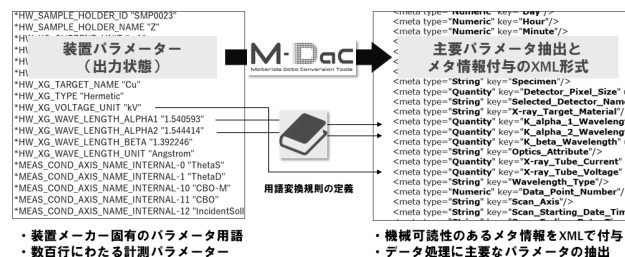 *HW_SAMPLE_HOLDER_ID "SMP0023"
*HW_SAMPLE_HOLDER_NAME "Z"
装置パラメーター
（出力状態）
*HW_XG_TARGET_NAME "Cu"
*HW_XG_TYPE "Hermetic"
*HW_XG_VOLTAGE_UNIT "kV"
*HW_XG_WAVE_LENGTH_ALPHA1 "1.540593"
*HW_XG_WAVE_LENGTH_ALPHA2 "1.544414"
*HW_XG_WAVE_LENGTH_BETA "1.392246"
*HW_XG_WAVE_LENGTH_UNIT "Angstrom"
*MEAS_COND_AXIS_NAME_INTERNAL-0 "ThetaS"
*MEAS_COND_AXIS_NAME_INTERNAL-1 "ThetaD"
*MEAS_COND_AXIS_NAME_INTERNAL-10 "CBO-M"
*MEAS_COND_AXIS_NAME_INTERNAL-11 "CBO"
*MEAS_COND_AXIS_NAME_INTERNAL-12 "IncidentSoll
・装置メーカー固有のパラメータ用語
・数百行にわたる計測パラメーター
M-DaC
Materials Data Conversion Tools
用語変換規則の定義
<meta type="Numeric" key="Day"/>
<meta type="Numeric" key="Hour"/>
<meta type="Numeric" key="Minute"/>
主要パラメータ抽出と
メタ情報付与のXML形式
<meta type="String" key="Specimen"/>
<meta type="Quantity" key="Detector_Pixel_Size"
<meta type="String" key="Selected_Detector_Name
<meta type="String" key="X-ray_Target_Material"/
<meta type="Quantity" key="K_alpha_1_Waveleng
<meta type="Quantity" key="K_alpha_2_Waveleng
<meta type="Quantity" key="K_beta_Wavelength"
<meta type="String" key="Optics_Attribute"/>
<meta type="Quantity" key="X-ray_Tube_Current"
<meta type="Quantity" key="X-ray_Tube_Voltage"
<meta type="String" key="Wavelength_Type"/>
<meta type="Numeric" key="Data_Point_Number"/
<meta type="String" key="Scan_Axis"/>
<meta type="String" key="Scan_Starting_Date_Tim
・機械可読性のあるメタ情報をXMLで付与
・データ処理に主要なパラメータの抽出